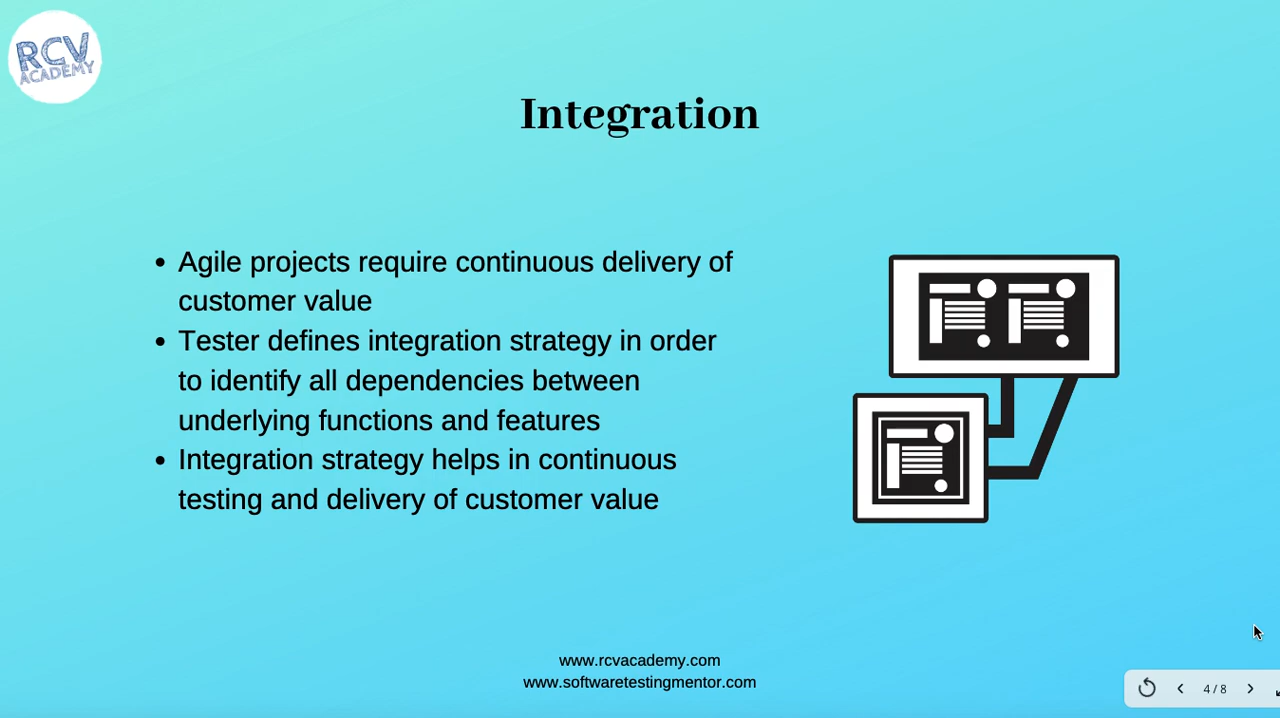 RCV
ACADEMY
Integration
• Agile projects require continuous delivery of
customer value
• Tester defines integration strategy in order
to identify all dependencies between
underlying functions and features
• Integration strategy helps in continuous
testing and delivery of customer value
www.rcvacademy.com
www.softwaretestingmentor.com
4 / 8